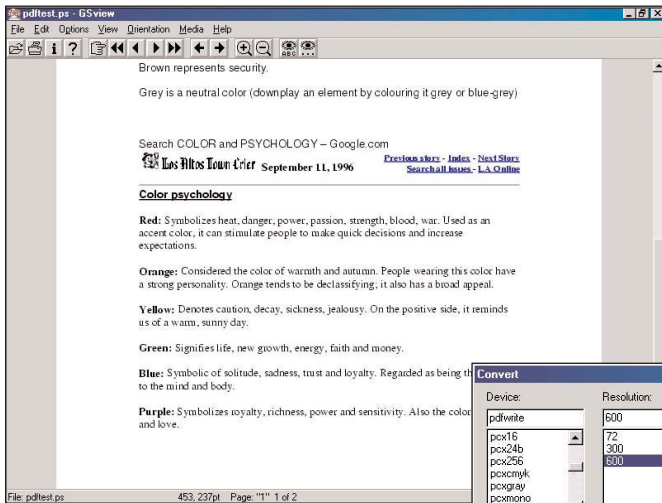 pdltest.ps - GSview
File Edit Options View Orientation Media Help
Brown represents security.
Grey is a neutral color (downplay an element by colouring it grey or blue-grey)
Search COLOR and PSYCHOLOGY – Google.com
Los Altos Town Crier September 11, 1996
Previous story - Index - Next Story
Search all issues - LA Online
Color psychology
Red: Symbolizes heat, danger, power, passion, strength, blood, war. Used as an
accent color, it can stimulate people to make quick decisions and increase
expectations.
Orange: Considered the color of warmth and autumn. People wearing this color have
a strong personality. Orange tends to be declassifying; it also has a broad appeal.
Yellow: Denotes caution, decay, sickness, jealousy. On the positive side, it reminds
us of a warm, sunny day.
Green: Signifies life, new growth, energy, faith and money.
Blue: Symbolic of solitude, sadness, trust and loyalty. Regarded as being th
to the mind and body.
Purple: Symbolizes royalty, richness, power and sensitivity. Also the color
and love.
Convert
Device:
Resolution:
pdfwrite
600
pcx16
72
pcx24b
300
pcx256
600
pcxcmyk
pcxgray
pcxmono
File: pdltest.ps 453, 237pt Page: "1" 1 of 2